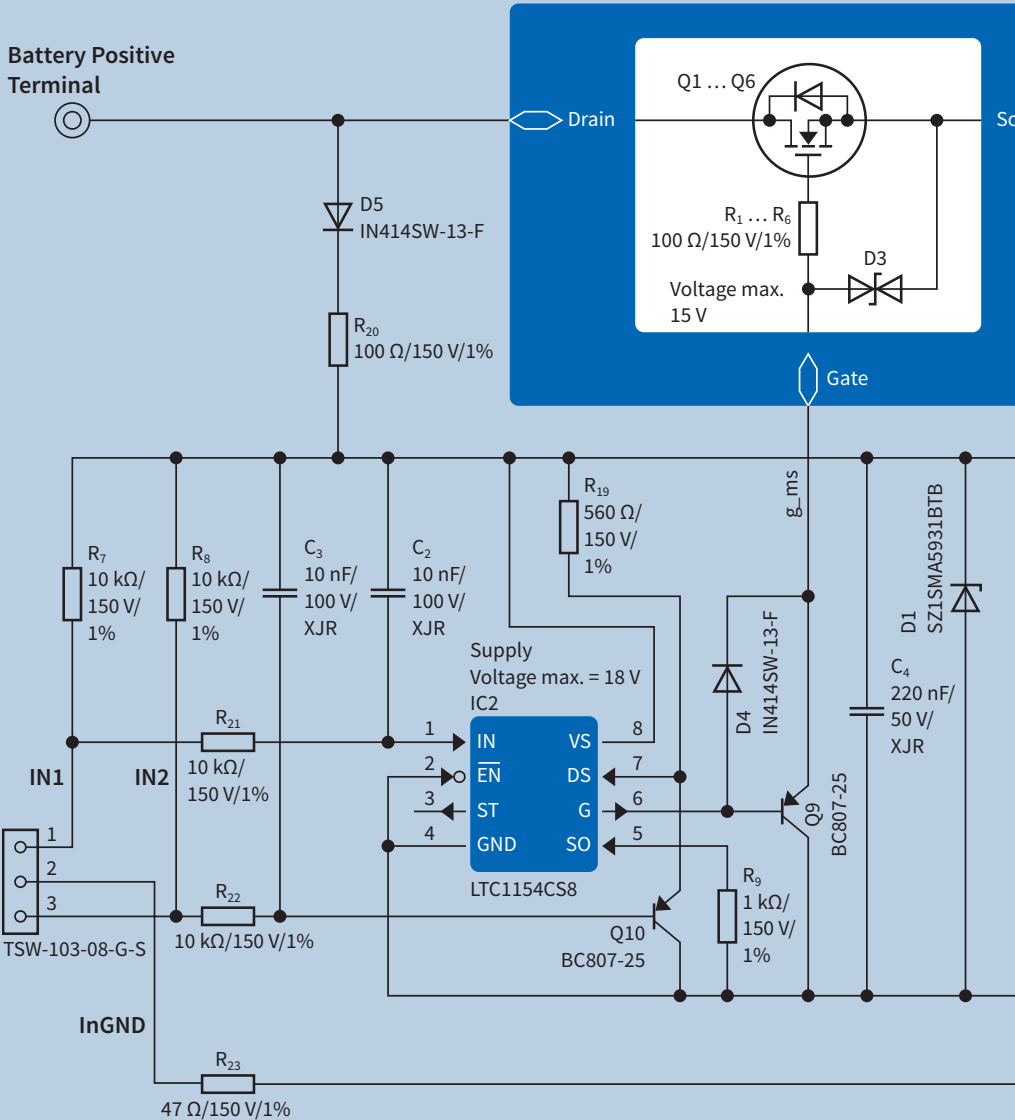 Battery Positive
Terminal
Q1 … Q6
Drain
R₁ … R₆
100 Ω/150 V/1%
D3
Voltage max.
15 V
Gate
D5
IN414SW-13-F
R₂₀
100 Ω/150 V/1%
g_ms
R₁₉
560 Ω/
150 V/
1%
R₇
10 kΩ/
150 V/
1%
R₈
10 kΩ/
150 V/
1%
C₃
10 nF/
100 V/
XJR
C₂
10 nF/
100 V/
XJR
D1
SZ1SMA5931BTB
D4
IN414SW-13-F
C₄
220 nF/
50 V/
XJR
Supply
Voltage max. = 18 V
IC2
R₂₁
10 kΩ/
150 V/1%
IN1
IN2
1 IN VS 8
2 EN DS 7
3 ST G 6
4 GND SO 5
LTC1154CS8
Q9
BC807-25
1
2
3
TSW-103-08-G-S
R₂₂
10 kΩ/150 V/1%
Q10
BC807-25
R₉
1 kΩ/
150 V/
1%
InGND
R₂₃
47 Ω/150 V/1%